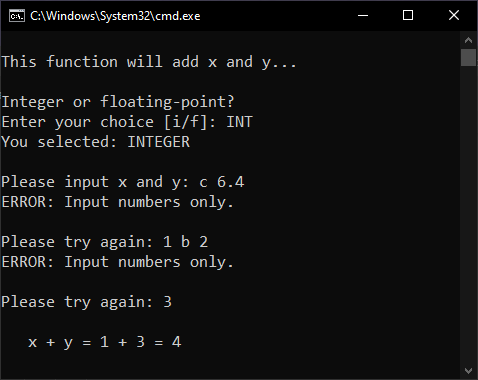 C:\Windows\System32\cmd.exe
This function will add x and y...
Integer or floating-point?
Enter your choice [i/f]: INT
You selected: INTEGER
Please input x and y: c 6.4
ERROR: Input numbers only.
Please try again: 1 b 2
ERROR: Input numbers only.
Please try again: 3
x + y = 1 + 3 = 4